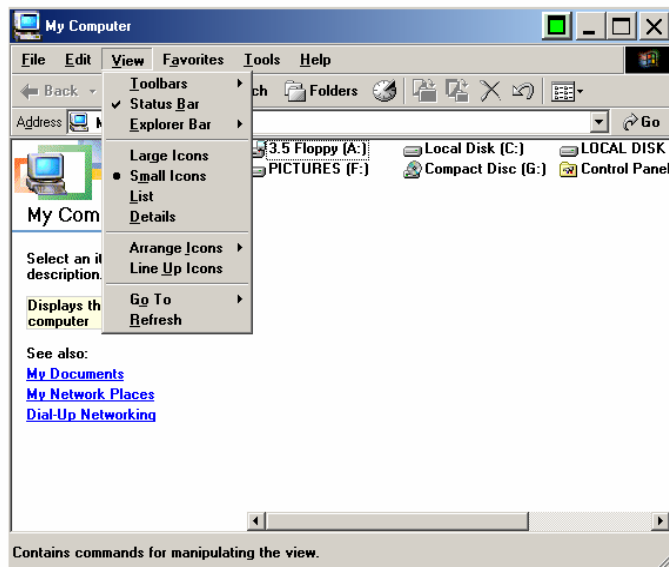 My Computer
File Edit View Favorites Tools Help
Back ch Folders
Address Go
Toolbars
Status Bar
Explorer Bar
Large Icons
Small Icons
List
Details
Arrange Icons
Line Up Icons
Go To
Refresh
3.5 Floppy (A:) Local Disk (C:) LOCAL DISK
PICTURES (F:) Compact Disc (G:) Control Panel
My Com
Select an it
description.
Displays th
computer
See also:
My Documents
My Network Places
Dial-Up Networking
Contains commands for manipulating the view.